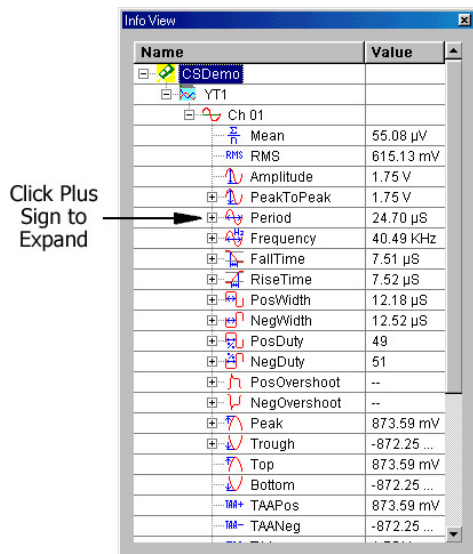 Info View
Name Value
CSDemo
YT1
Ch 01
Mean 55.08 µV
RMS RMS 615.13 mV
Amplitude 1.75 V
PeakToPeak 1.75 V
Click Plus
Sign to
Expand
Period 24.70 µS
Hz Frequency 40.49 KHz
FallTime 7.51 µS
RiseTime 7.52 µS
PosWidth 12.18 µS
NegWidth 12.52 µS
PosDuty 49
NegDuty 51
PosOvershoot --
NegOvershoot --
Peak 873.59 mV
Trough -872.25 ...
Top 873.59 mV
Bottom -872.25 ...
TAA+ TAAPos 873.59 mV
TAA- TAANeg -872.25 ...